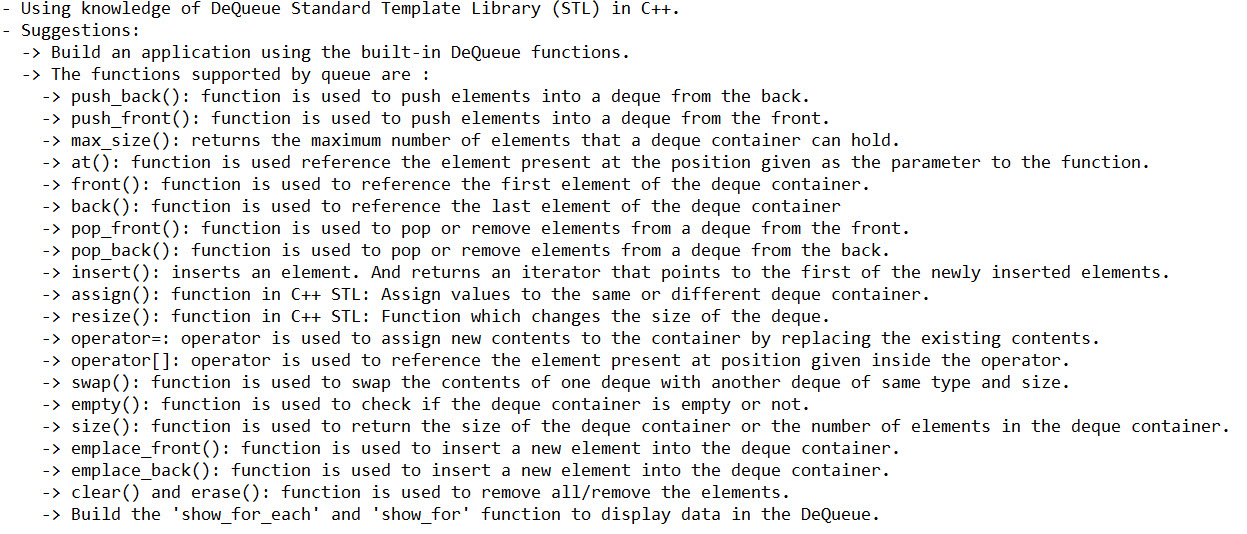 - Using knowledge of DeQueue Standard Template Library (STL) in C++.
- Suggestions:
-> Build an application using the built-in DeQueue functions.
-> The functions supported by queue are :
-> push_back(): function is used to push elements into a deque from the back.
-> push_front(): function is used to push elements into a deque from the front.
-> max_size(): returns the maximum number of elements that a deque container can hold.
-> at(): function is used reference the element present at the position given as the parameter to the function.
-> front(): function is used to reference the first element of the deque container.
-> back(): function is used to reference the last element of the deque container
-> pop_front(): function is used to pop or remove elements from a deque from the front.
-> pop_back(): function is used to pop or remove elements from a deque from the back.
-> insert(): inserts an element. And returns an iterator that points to the first of the newly inserted elements.
-> assign(): function in C++ STL: Assign values to the same or different deque container.
-> resize(): function in C++ STL: Function which changes the size of the deque.
-> operator=: operator is used to assign new contents to the container by replacing the existing contents.
-> operator[]: operator is used to reference the element present at position given inside the operator.
-> swap(): function is used to swap the contents of one deque with another deque of same type and size.
-> empty(): function is used to check if the deque container is empty or not.
-> size(): function is used to return the size of the deque container or the number of elements in the deque container.
-> emplace_front(): function is used to insert a new element into the deque container.
-> emplace_back(): function is used to insert a new element into the deque container.
-> clear() and erase(): function is used to remove all/remove the elements.
-> Build the 'show_for_each' and 'show_for' function to display data in the DeQueue.